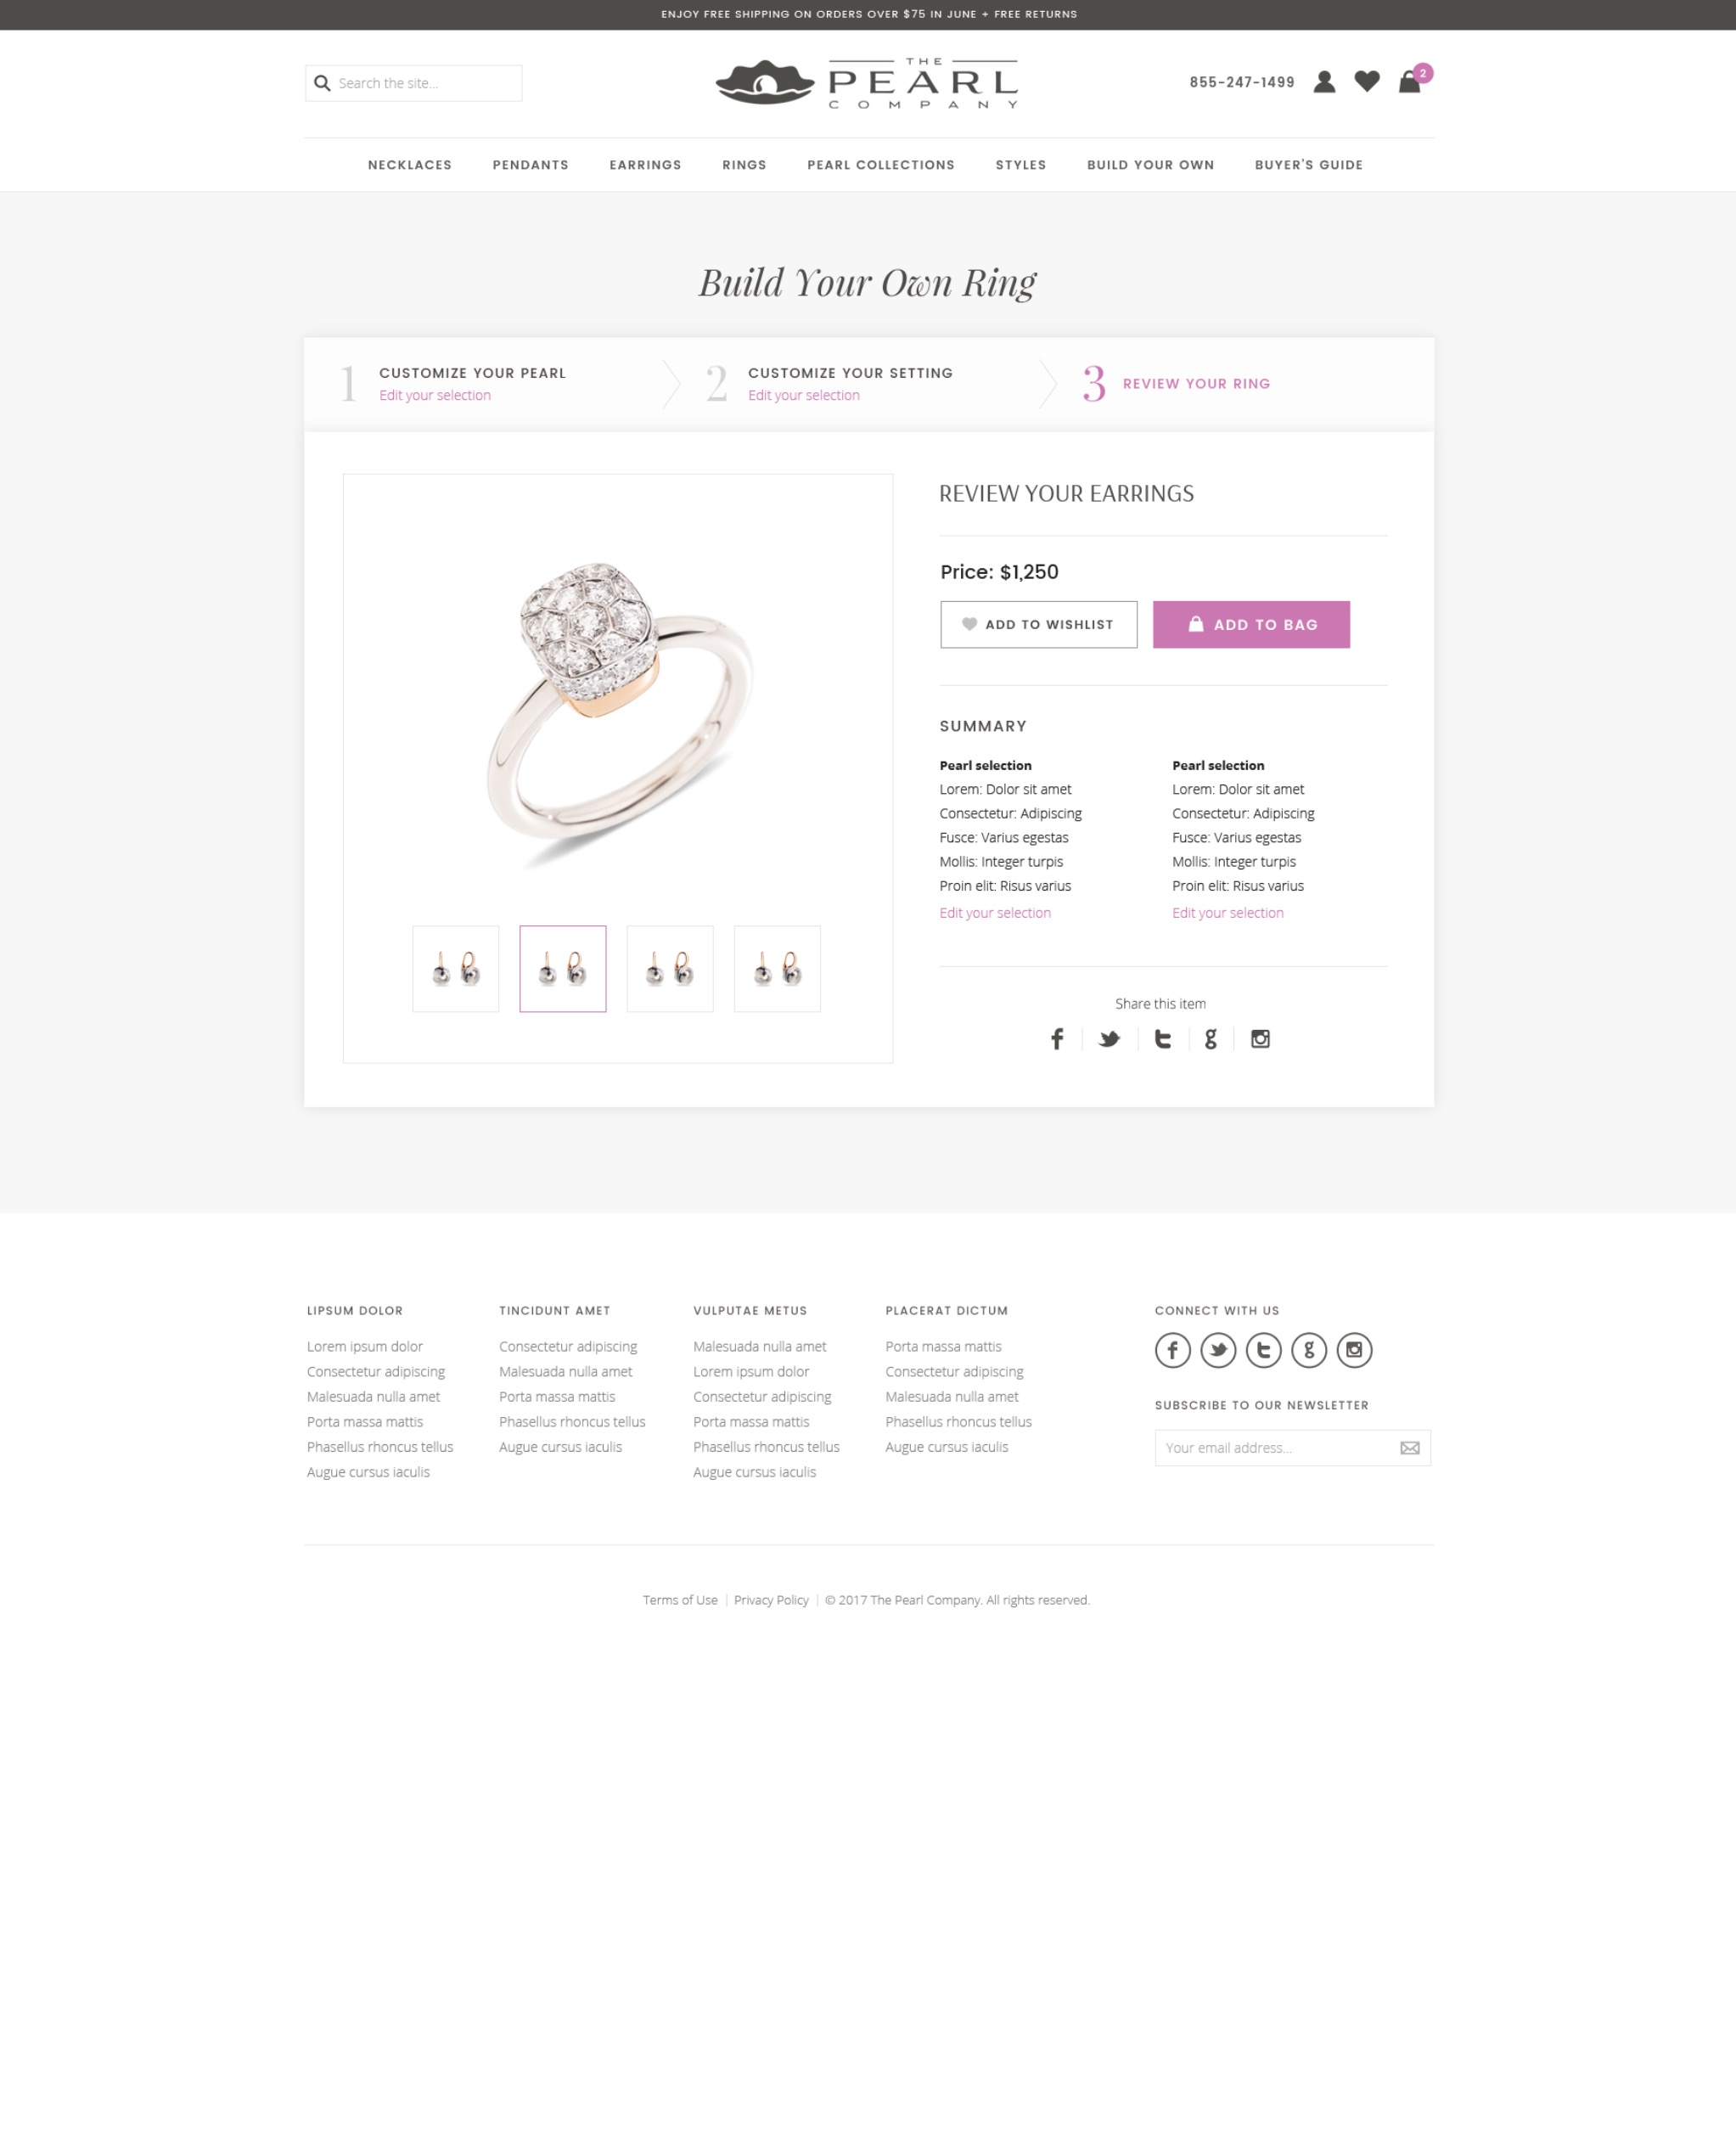 ENJOY FREE SHIPPING ON ORDERS OVER $75 IN JUNE + FREE RETURNS
Search the site...
THE
PEARL
COMPANY
855-247-1499
2
NECKLACES PENDANTS EARRINGS RINGS PEARL COLLECTIONS STYLES BUILD YOUR OWN BUYER'S GUIDE
Build Your Own Ring
1 CUSTOMIZE YOUR PEARL
Edit your selection
2 CUSTOMIZE YOUR SETTING
Edit your selection
3 REVIEW YOUR RING
REVIEW YOUR EARRINGS
Price: $1,250
ADD TO WISHLIST
ADD TO BAG
SUMMARY
Pearl selection
Lorem: Dolor sit amet
Consectetur: Adipiscing
Fusce: Varius egestas
Mollis: Integer turpis
Proin elit: Risus varius
Edit your selection
Pearl selection
Lorem: Dolor sit amet
Consectetur: Adipiscing
Fusce: Varius egestas
Mollis: Integer turpis
Proin elit: Risus varius
Edit your selection
Share this item
LIPSUM DOLOR
Lorem ipsum dolor
Consectetur adipiscing
Malesuada nulla amet
Porta massa mattis
Phasellus rhoncus tellus
Augue cursus iaculis
TINCIDUNT AMET
Consectetur adipiscing
Malesuada nulla amet
Porta massa mattis
Phasellus rhoncus tellus
Augue cursus iaculis
VULPUTAE METUS
Malesuada nulla amet
Lorem ipsum dolor
Consectetur adipiscing
Porta massa mattis
Phasellus rhoncus tellus
Augue cursus iaculis
PLACERAT DICTUM
Porta massa mattis
Consectetur adipiscing
Malesuada nulla amet
Phasellus rhoncus tellus
Augue cursus iaculis
CONNECT WITH US
SUBSCRIBE TO OUR NEWSLETTER
Your email address...
Terms of Use | Privacy Policy | © 2017 The Pearl Company. All rights reserved.